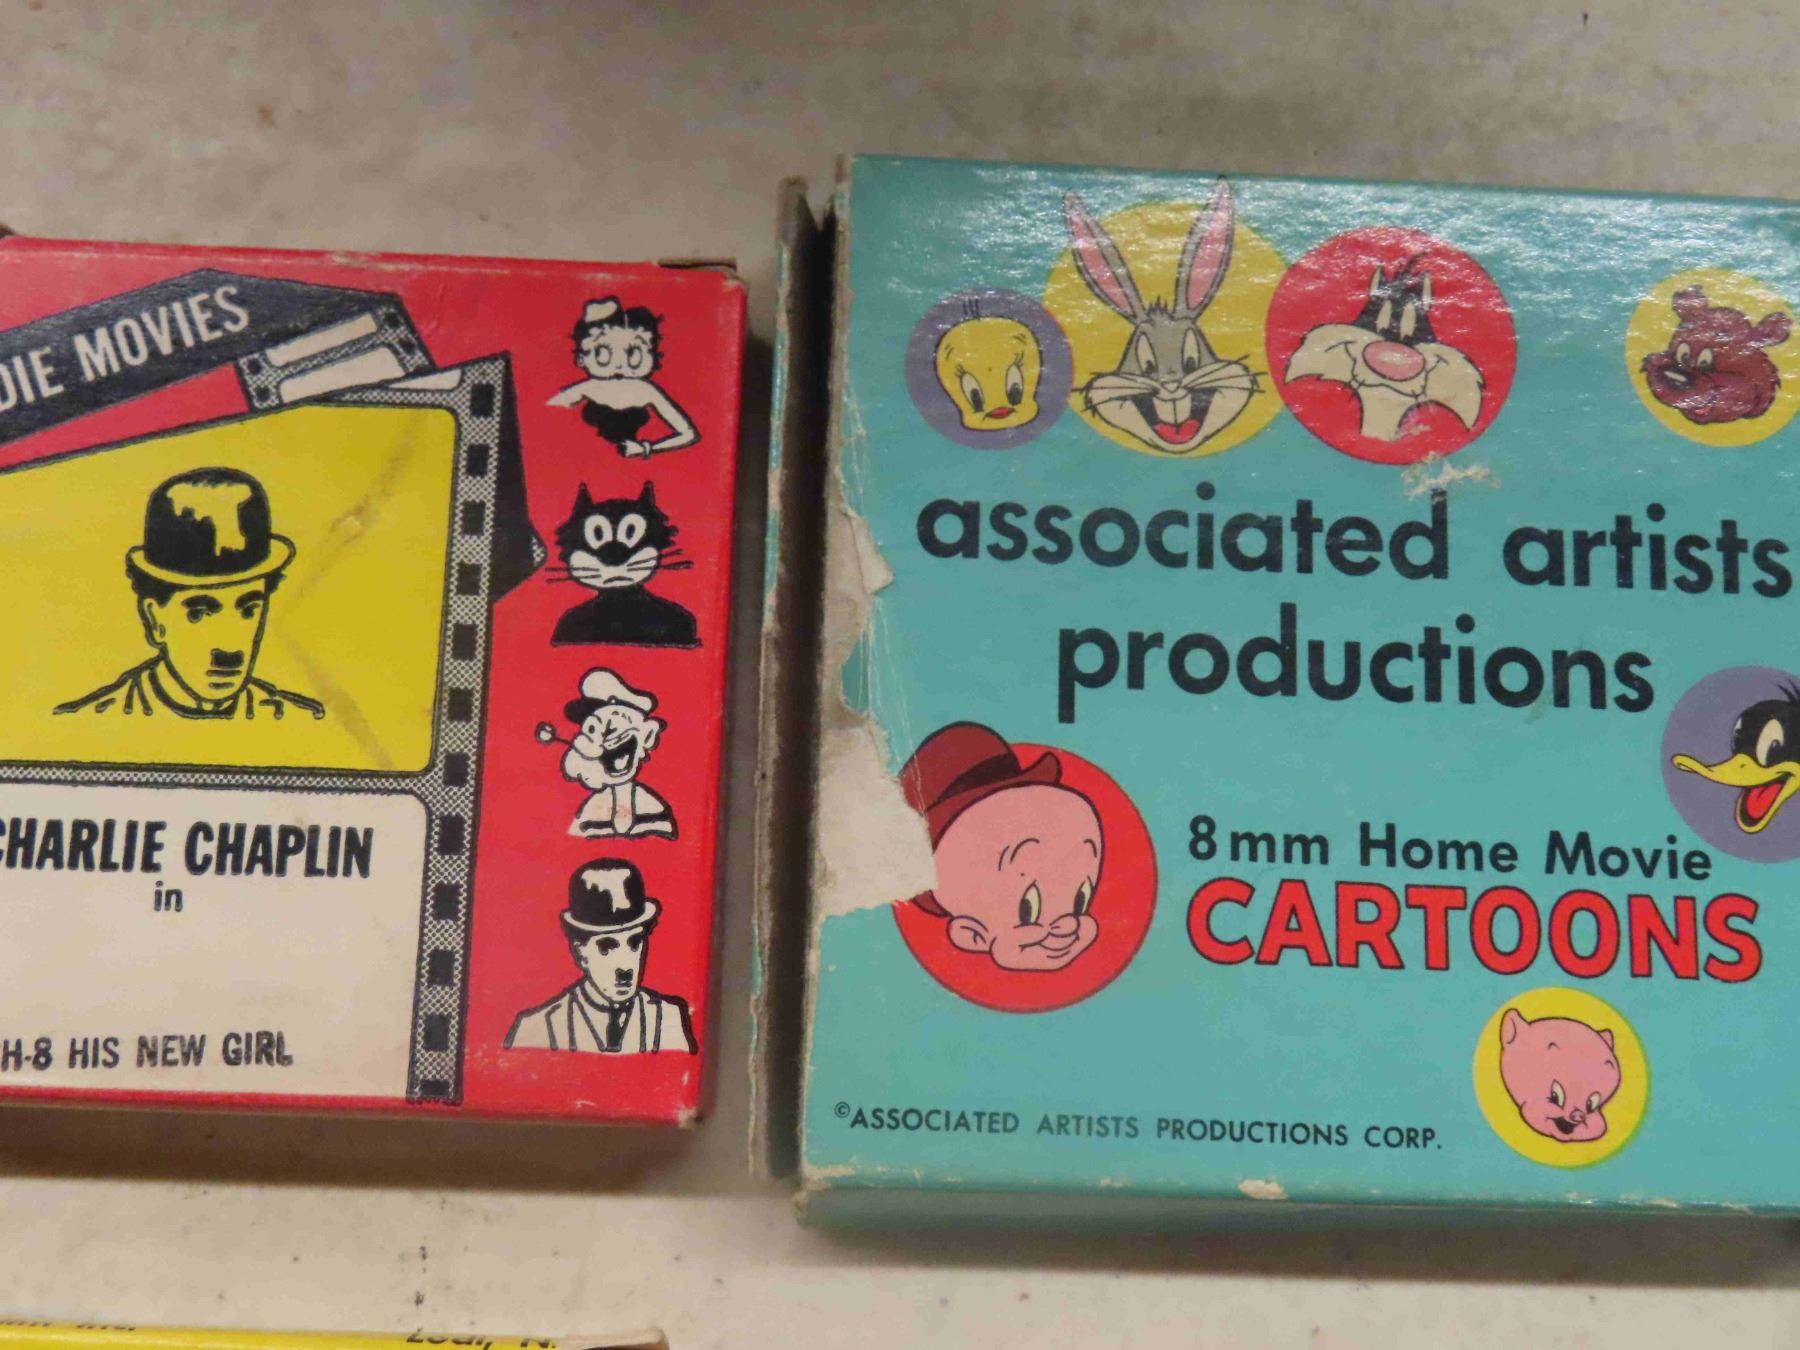 DIE MOVIES
CHARLIE CHAPLIN
in
H-8 HIS NEW GIRL
associated artists
productions
8mm Home Movie
CARTOONS
©ASSOCIATED ARTISTS PRODUCTIONS CORP.